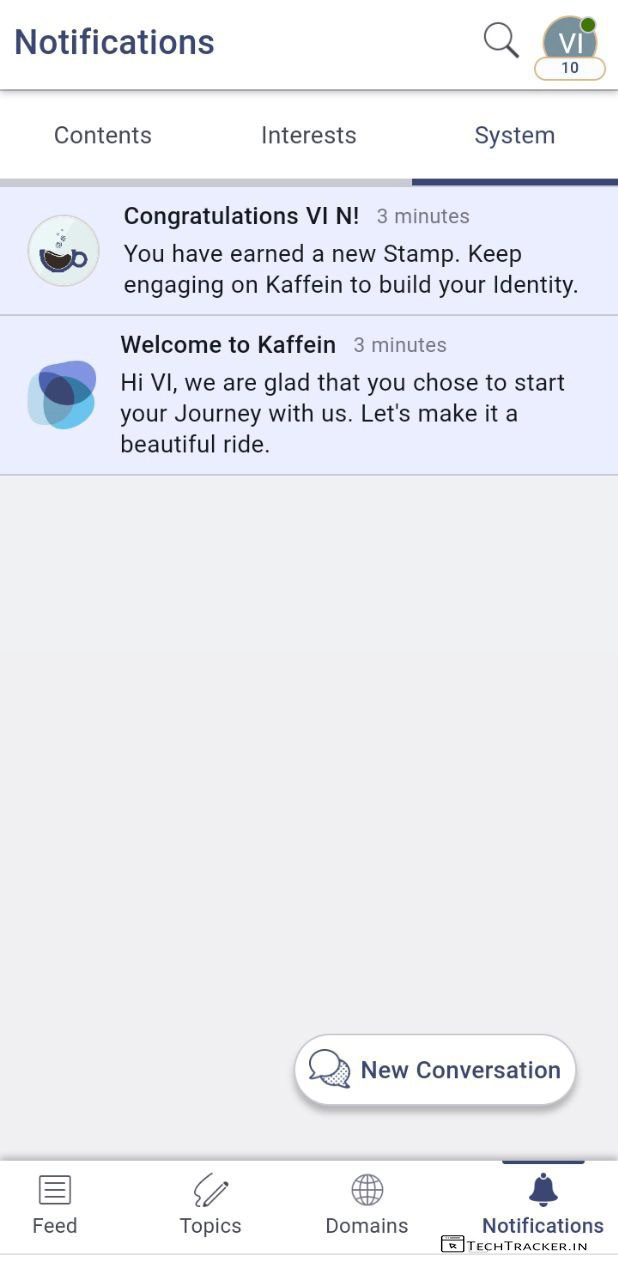 Notifications
VI
10
Contents Interests System
Congratulations VI N! 3 minutes
You have earned a new Stamp. Keep
engaging on Kaffein to build your Identity.
Welcome to Kaffein 3 minutes
Hi VI, we are glad that you chose to start
your Journey with us. Let's make it a
beautiful ride.
New Conversation
Feed Topics Domains Notifications
TECHTRACKER.IN